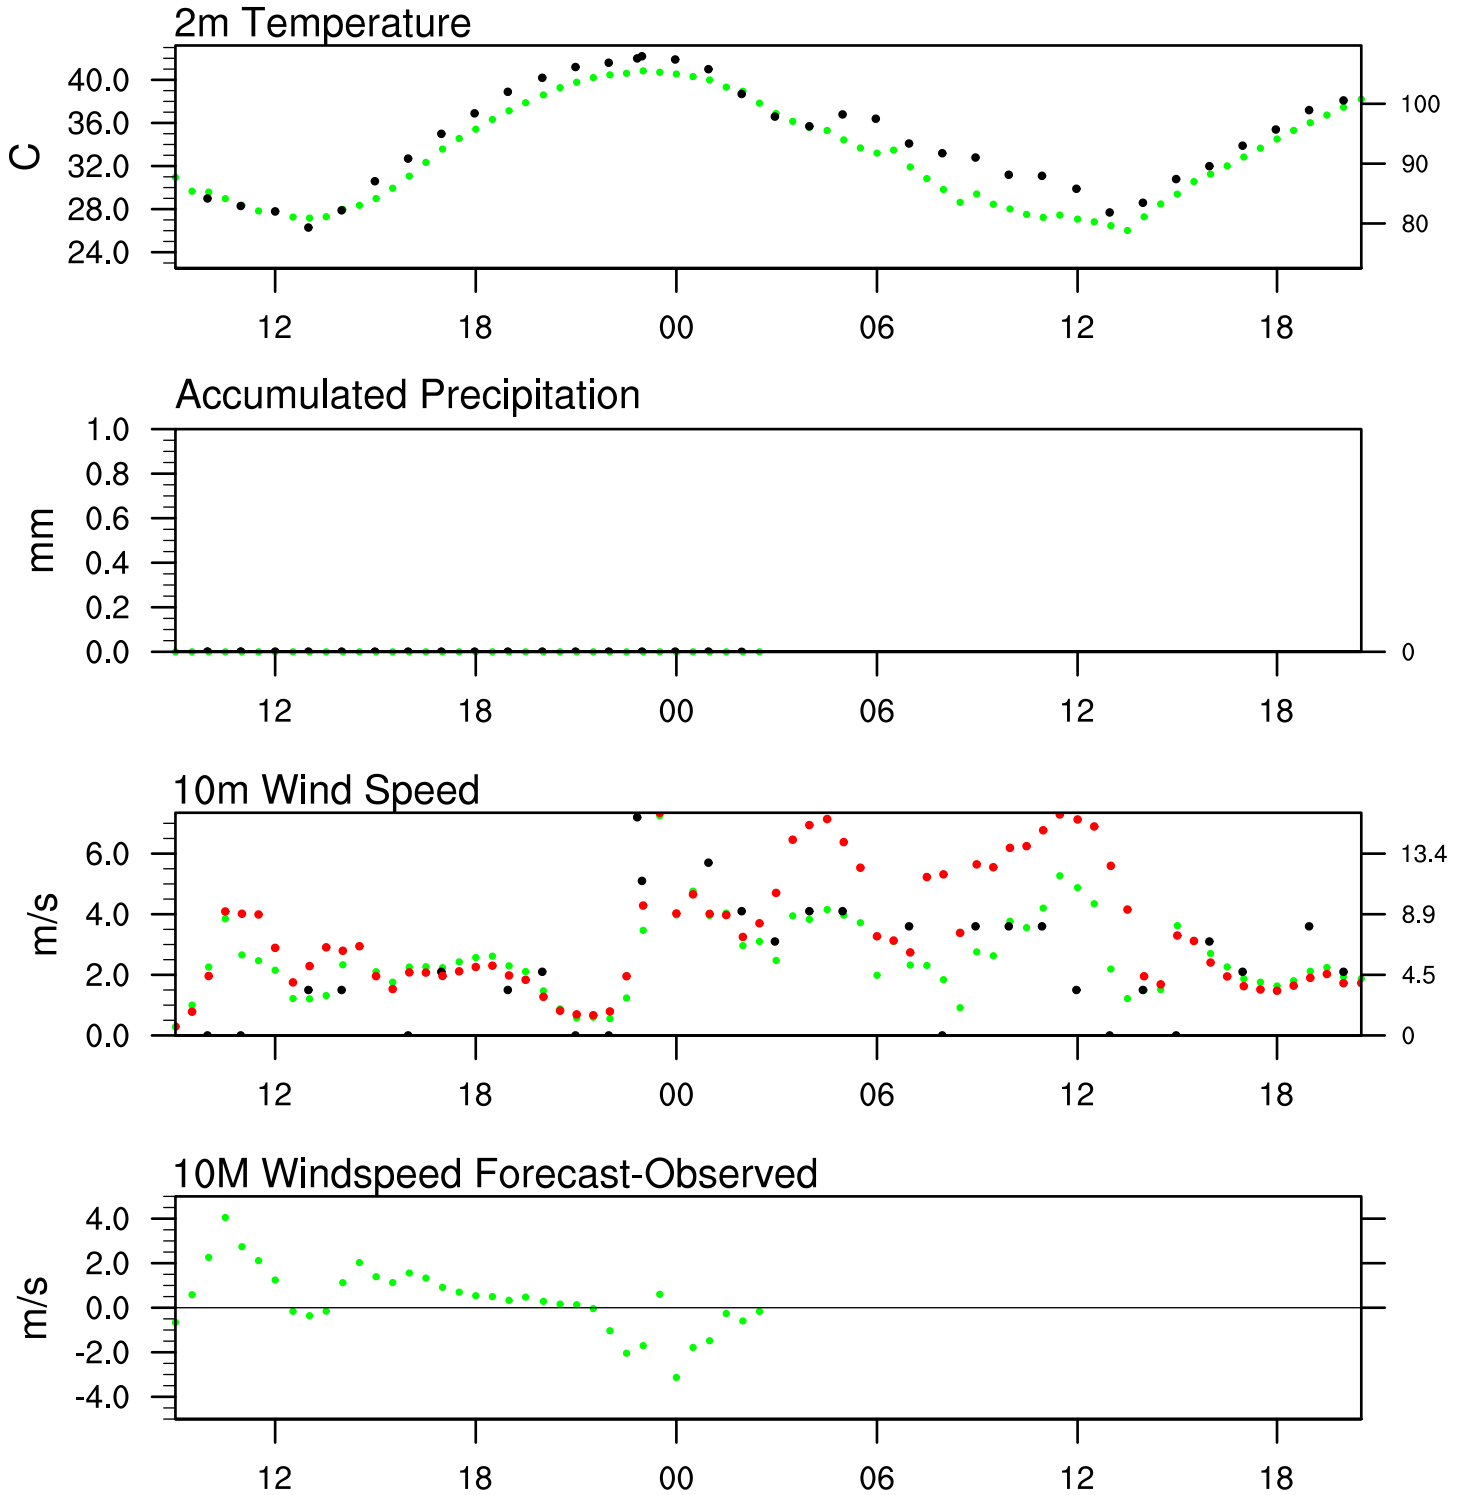 2m Temperature
40.0
36.0
32.0
28.0
24.0
C
100
90
80
12 18 00 06 12 18
Accumulated Precipitation
1.0
0.8
0.6
0.4
0.2
0.0
mm
0
12 18 00 06 12 18
10m Wind Speed
6.0
4.0
2.0
0.0
m/s
13.4
8.9
4.5
0
12 18 00 06 12 18
10M Windspeed Forecast-Observed
4.0
2.0
0.0
-2.0
-4.0
m/s
12 18 00 06 12 18